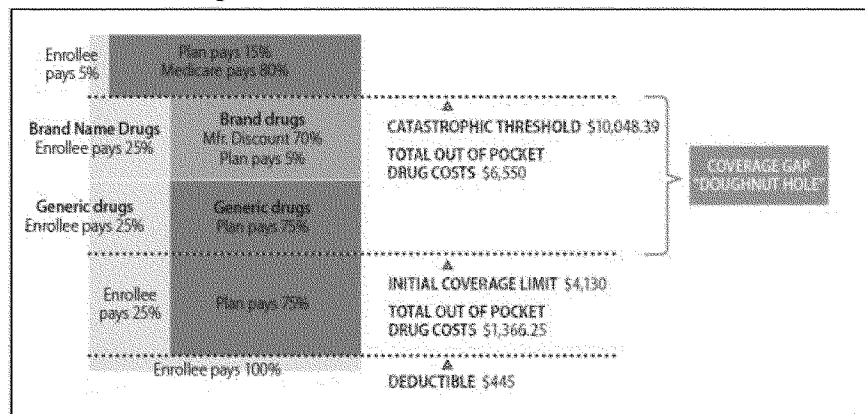 Enrollee
pays 5%
Plan pays 15%
Medicare pays 80%
Brand Name Drugs
Enrollee pays 25%
Brand drugs
Mfr. Discount 70%
Plan pays 5%
CATASTROPHIC THRESHOLD $10,048.39
TOTAL OUT OF POCKET
DRUG COSTS $6,550
COVERAGE GAP
"DOUGHNUT HOLE"
Generic drugs
Enrollee pays 25%
Generic drugs
Plan pays 75%
INITIAL COVERAGE LIMIT $4,130
TOTAL OUT OF POCKET
DRUG COSTS $1,366.25
Enrollee
pays 25%
Plan pays 75%
Enrollee pays 100%
DEDUCTIBLE $445